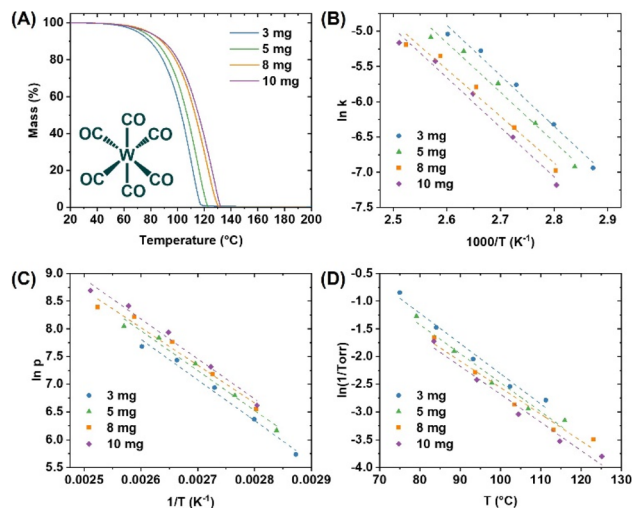 (A)
3 mg
5 mg
8 mg
10 mg
CO
OC CO
W
OC CO
CO
Mass (%)
100
80
60
40
20
0
20 40 60 80 100 120 140 160 180 200
Temperature (°C)
(B)
ln k
-5.0
-5.5
-6.0
-6.5
-7.0
-7.5
3 mg
5 mg
8 mg
10 mg
2.5 2.6 2.7 2.8 2.9
1000/T (K⁻¹)
(C)
ln p
9.0
8.5
8.0
7.5
7.0
6.5
6.0
5.5
3 mg
5 mg
8 mg
10 mg
0.0025 0.0026 0.0027 0.0028 0.0029
1/T (K⁻¹)
(D)
ln(1/Torr)
-0.5
-1.0
-1.5
-2.0
-2.5
-3.0
-3.5
-4.0
3 mg
5 mg
8 mg
10 mg
70 80 90 100 110 120 130
T (°C)